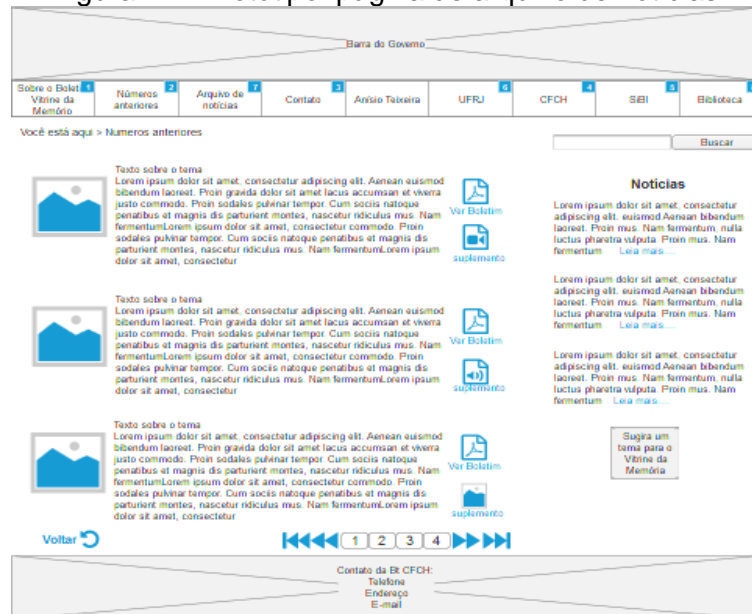 Barra do Governo
Sobre o Boleti 1
Vitrine da
Memório
Números 2
anteriores
Arquivo de 7
notícias
Contato 3
Anísio Teixeira
UFRJ 6
CFCH 4
SiBI 5
Biblioteca
Você está aqui > Numeros anteriores
Buscar
Texto sobre o tema
Lorem ipsum dolor sit amet, consectetur adipiscing elit. Aenean euismod
bibendum laoreet. Proin gravida dolor sit amet lacus accumsan et viverra
justo commodo. Proin sodales pulvinar tempor. Cum sociis natoque
penatibus et magnis dis parturient montes, nascetur ridiculus mus. Nam
fermentumLorem ipsum dolor sit amet, consectetur commodo. Proin
sodales pulvinar tempor. Cum sociis natoque penatibus et magnis dis
parturient montes, nascetur ridiculus mus. Nam fermentumLorem ipsum
dolor sit amet, consectetur
Ver Boletim
suplemento
Texto sobre o tema
Lorem ipsum dolor sit amet, consectetur adipiscing elit. Aenean euismod
bibendum laoreet. Proin gravida dolor sit amet lacus accumsan et viverra
justo commodo. Proin sodales pulvinar tempor. Cum sociis natoque
penatibus et magnis dis parturient montes, nascetur ridiculus mus. Nam
fermentumLorem ipsum dolor sit amet, consectetur commodo. Proin
sodales pulvinar tempor. Cum sociis natoque penatibus et magnis dis
parturient montes, nascetur ridiculus mus. Nam fermentumLorem ipsum
dolor sit amet, consectetur
Ver Boletim
suplemento
Texto sobre o tema
Lorem ipsum dolor sit amet, consectetur adipiscing elit. Aenean euismod
bibendum laoreet. Proin gravida dolor sit amet lacus accumsan et viverra
justo commodo. Proin sodales pulvinar tempor. Cum sociis natoque
penatibus et magnis dis parturient montes, nascetur ridiculus mus. Nam
fermentumLorem ipsum dolor sit amet, consectetur commodo. Proin
sodales pulvinar tempor. Cum sociis natoque penatibus et magnis dis
parturient montes, nascetur ridiculus mus. Nam fermentumLorem ipsum
dolor sit amet, consectetur
Ver Boletim
suplemento
Notícias
Lorem ipsum dolor sit amet, consectetur
adipiscing elit. euismod Aenean bibendum
laoreet. Proin mus. Nam fermentum, nulla
luctus pharetra vulputa. Proin mus. Nam
fermentum Leia mais....
Lorem ipsum dolor sit amet, consectetur
adipiscing elit. euismod Aenean bibendum
laoreet. Proin mus. Nam fermentum, nulla
luctus pharetra vulputa. Proin mus. Nam
fermentum Leia mais....
Lorem ipsum dolor sit amet, consectetur
adipiscing elit. euismod Aenean bibendum
laoreet. Proin mus. Nam fermentum, nulla
luctus pharetra vulputa. Proin mus. Nam
fermentum Leia mais....
Sugira um
tema para o
Vitrine da
Memória
Voltar
1 2 3 4
Contato da Bt CFCH:
Telefone
Endereço
E-mail